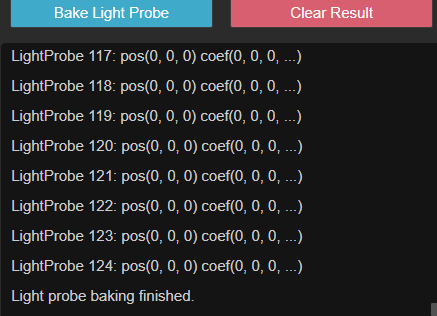 Bake Light Probe
Clear Result
LightProbe 117: pos(0, 0, 0) coef(0, 0, 0, ...)
LightProbe 118: pos(0, 0, 0) coef(0, 0, 0, ...)
LightProbe 119: pos(0, 0, 0) coef(0, 0, 0, ...)
LightProbe 120: pos(0, 0, 0) coef(0, 0, 0, ...)
LightProbe 121: pos(0, 0, 0) coef(0, 0, 0, ...)
LightProbe 122: pos(0, 0, 0) coef(0, 0, 0, ...)
LightProbe 123: pos(0, 0, 0) coef(0, 0, 0, ...)
LightProbe 124: pos(0, 0, 0) coef(0, 0, 0, ...)
Light probe baking finished.